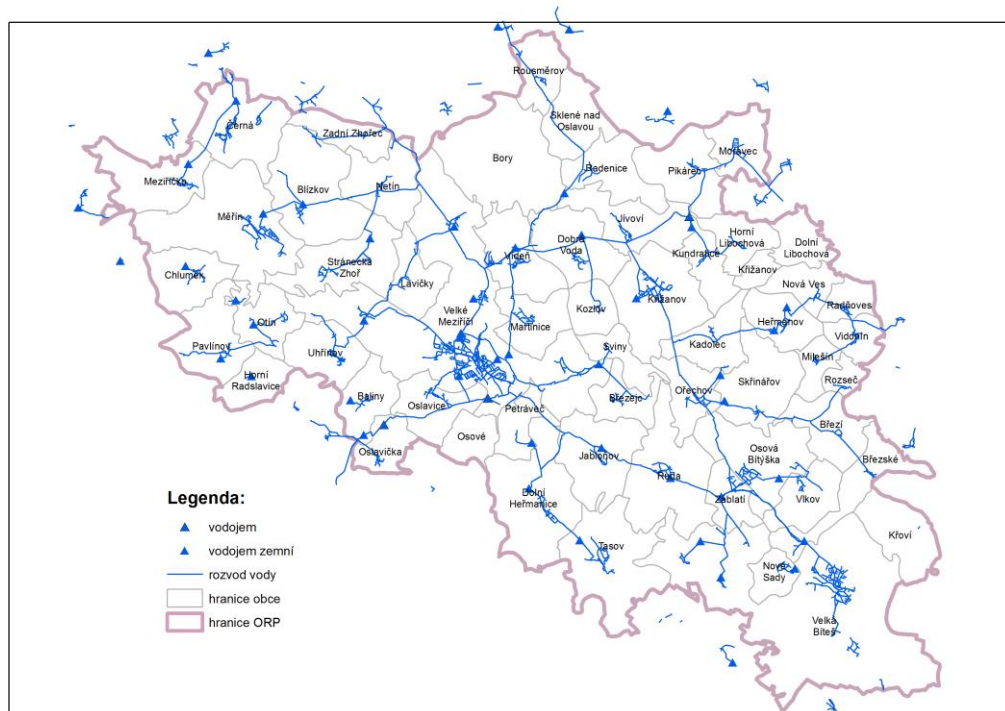 Rousměrov
Sklené nad
Oslavou
Černá
Zadní Zhořec
Bory
Radenice
Moravec
Pikárec
Meziříčko
Blízkov
Netín
Měřín
Jívoví
Dobrá
Voda
Horní
Libochová
Dolní
Libochová
Vídeň
Kundratice
Stránecká
Zhoř
Chlumek
Lavičky
Křižanov
Křižanov
Nová Ves
Velké
Meziříčí
Kozlov
Radňoves
Otín
Martinice
Heřmanov
Vidonín
Pavlínov
Uhřínov
Sviny
Kadolec
Milešín
Horní
Radslavice
Skřinářov
Rozseč
Baliny
Oslavice
Březejc
Ořechov
Petráveč
Březí
Osové
Oslavička
Jabloňov
Osová
Bítýška
Březské
Ruda
Dolní
Heřmanice
Zablatí
Vlkov
Křoví
Tasov
Nové
Sady
Velká
Bíteš
Legenda:
vodojem
vodojem zemní
rozvod vody
hranice obce
hranice ORP